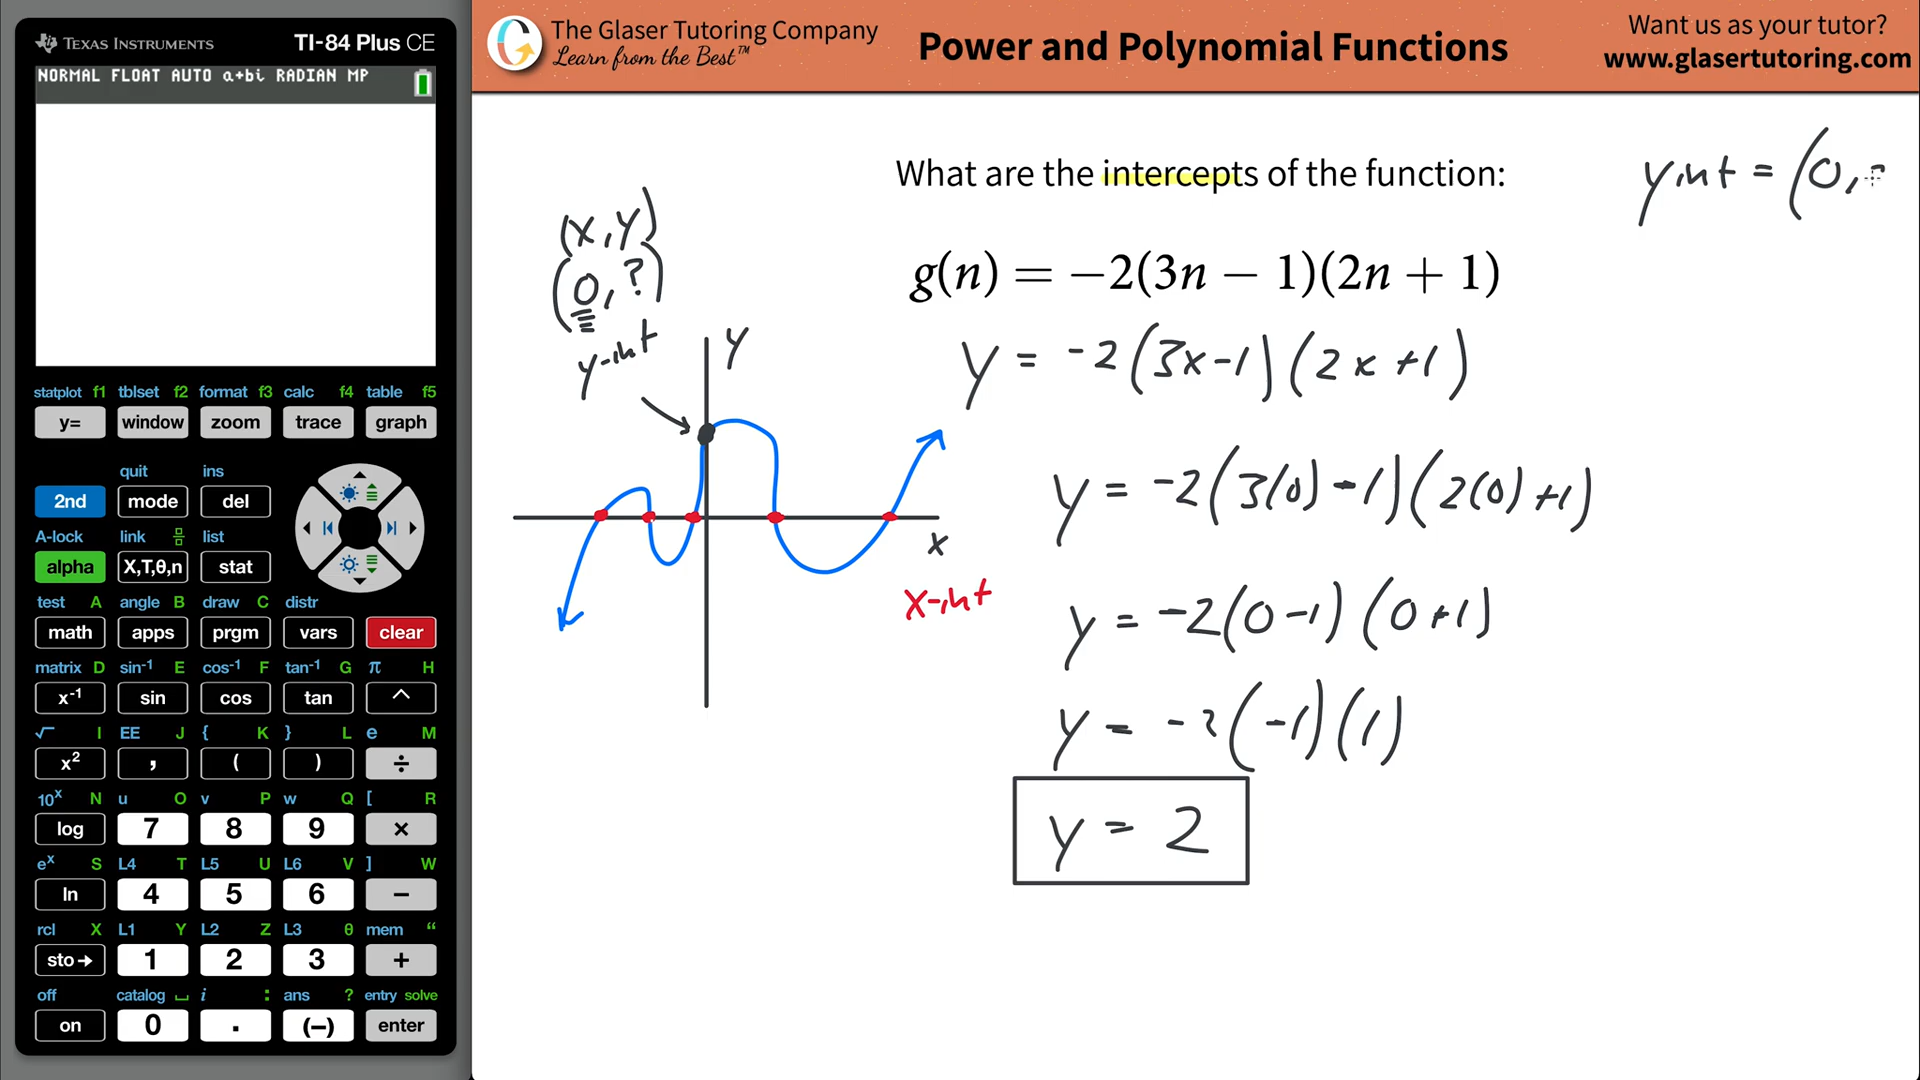 TEXAS INSTRUMENTS TI-84 Plus CE
NORMAL FLOAT AUTO a+bi RADIAN MP
statplot f1 tblset f2 format f3 calc f4 table f5
y= window zoom trace graph
quit ins
2nd mode del
A-lock link list
alpha X,T,θ,n stat
test A angle B draw C distr
math apps prgm vars clear
matrix D sin⁻¹ E cos⁻¹ F tan⁻¹ G π H
x⁻¹ sin cos tan ^
√ I EE J { K } L e M
x² , ( ) ÷
10ˣ N u O v P w Q [ R
log 7 8 9 ×
eˣ S L4 T L5 U L6 V ] W
ln 4 5 6 −
rcl X L1 Y L2 Z L3 θ mem “
sto→ 1 2 3 +
off catalog ⎵ i : ans ? entry solve
on 0 . (−) enter
The Glaser Tutoring Company
Learn from the Best™
Power and Polynomial Functions
Want us as your tutor?
www.glasertutoring.com
What are the intercepts of the function:
g(n) = −2(3n − 1)(2n + 1)
y int = (0,
(x,y)
(0,?)
y-int
y
x
x-int
y = -2(3x-1)(2x+1)
y = -2(3(0)-1)(2(0)+1)
y = -2(0-1)(0+1)
y = -2(-1)(1)
y = 2